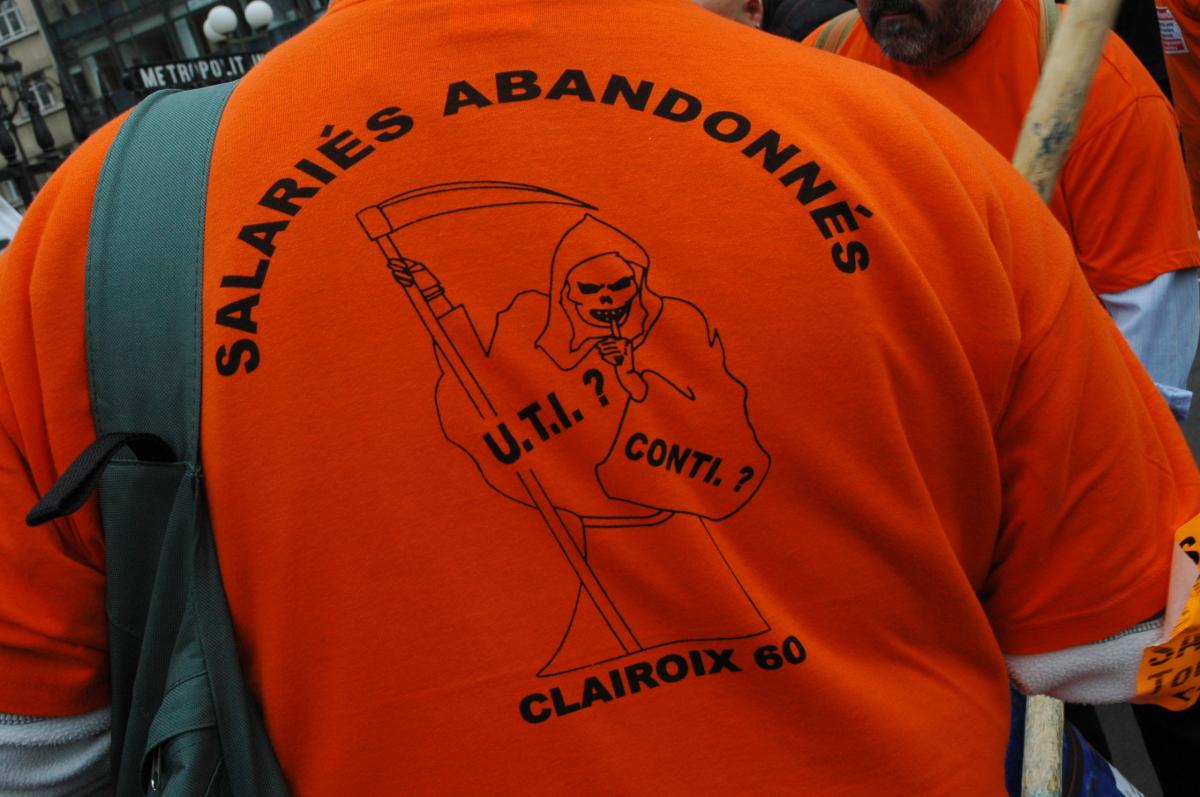 METROPOLIT
SALARIÉS ABANDONNÉS
U.T.I. ?
CONTI. ?
CLAIROIX 60